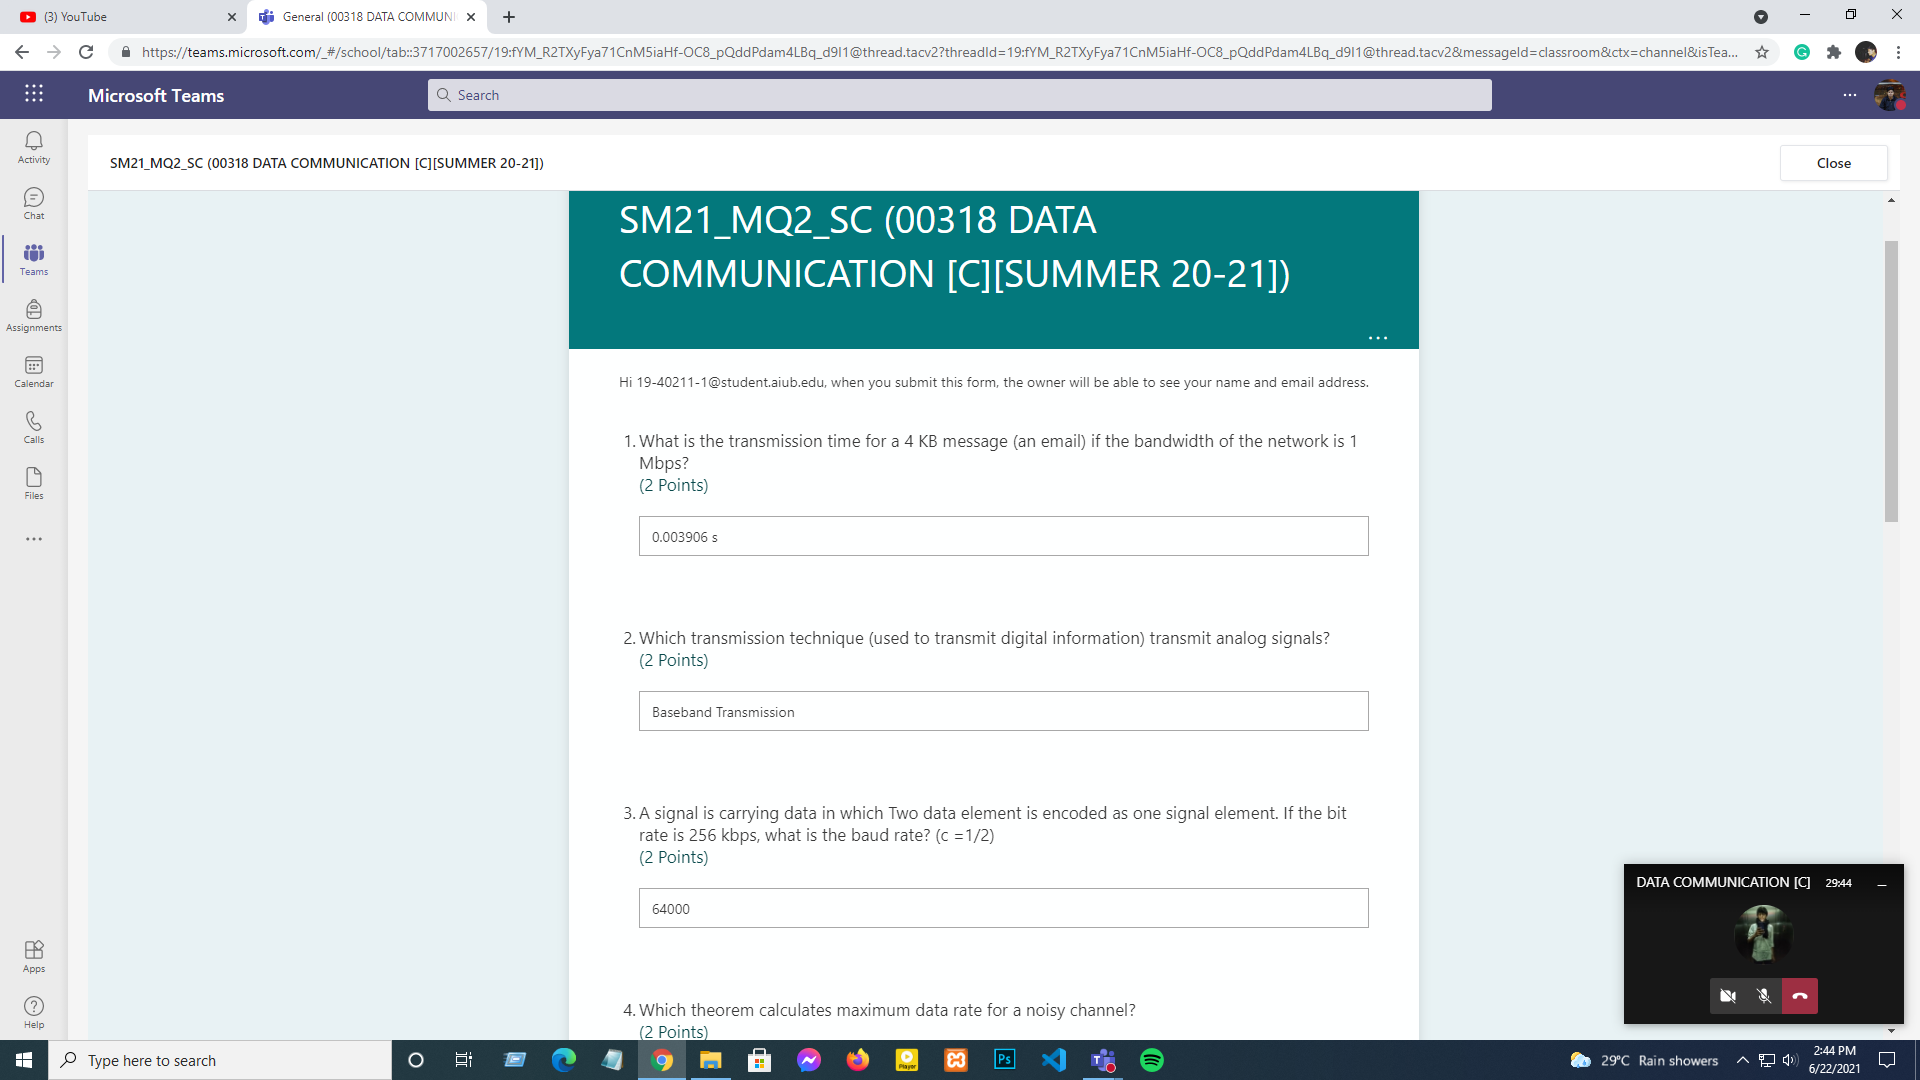 (3) YouTube
General (00318 DATA COMMUNI
https://teams.microsoft.com/_#/school/tab::3717002657/19:fYM_R2TXyFya71CnM5iaHf-OC8_pQddPdam4LBq_d9I1@thread.tacv2?threadId=19:fYM_R2TXyFya71CnM5iaHf-OC8_pQddPdam4LBq_d9I1@thread.tacv2&messageId=classroom&ctx=channel&isTea...
Microsoft Teams
Search
Activity
Chat
Teams
Assignments
Calendar
Calls
Files
Apps
Help
SM21_MQ2_SC (00318 DATA COMMUNICATION [C][SUMMER 20-21])
Close
SM21_MQ2_SC (00318 DATA
COMMUNICATION [C][SUMMER 20-21])
Hi 19-40211-1@student.aiub.edu, when you submit this form, the owner will be able to see your name and email address.
1. What is the transmission time for a 4 KB message (an email) if the bandwidth of the network is 1
Mbps?
(2 Points)
0.003906 s
2. Which transmission technique (used to transmit digital information) transmit analog signals?
(2 Points)
Baseband Transmission
3. A signal is carrying data in which Two data element is encoded as one signal element. If the bit
rate is 256 kbps, what is the baud rate? (c =1/2)
(2 Points)
64000
4. Which theorem calculates maximum data rate for a noisy channel?
(2 Points)
DATA COMMUNICATION [C] 29:44
Type here to search
Ps
Player
29°C Rain showers
2:44 PM
6/22/2021